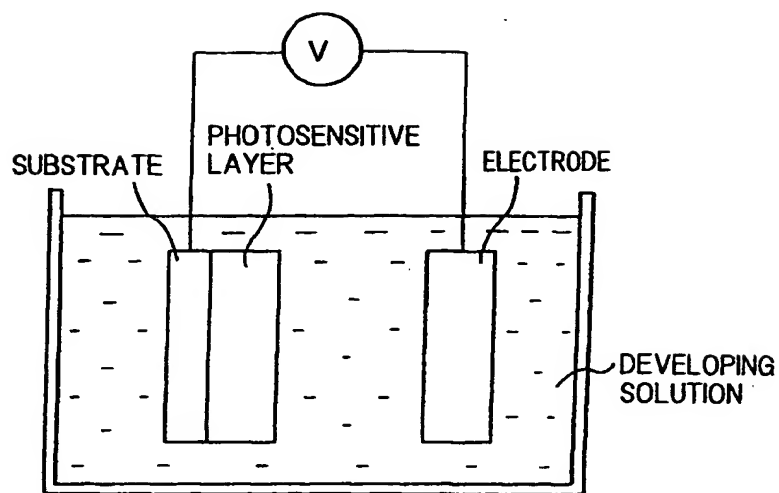 V
PHOTOSENSITIVE
LAYER
SUBSTRATE
ELECTRODE
DEVELOPING
SOLUTION